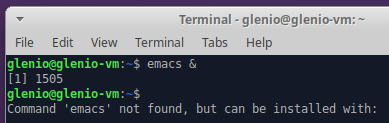 Terminal - glenio@glenio-vm: ~
File Edit View Terminal Tabs Help
glenio@glenio-vm:~$ emacs &
[1] 1505
glenio@glenio-vm:~$
Command 'emacs' not found, but can be installed with: